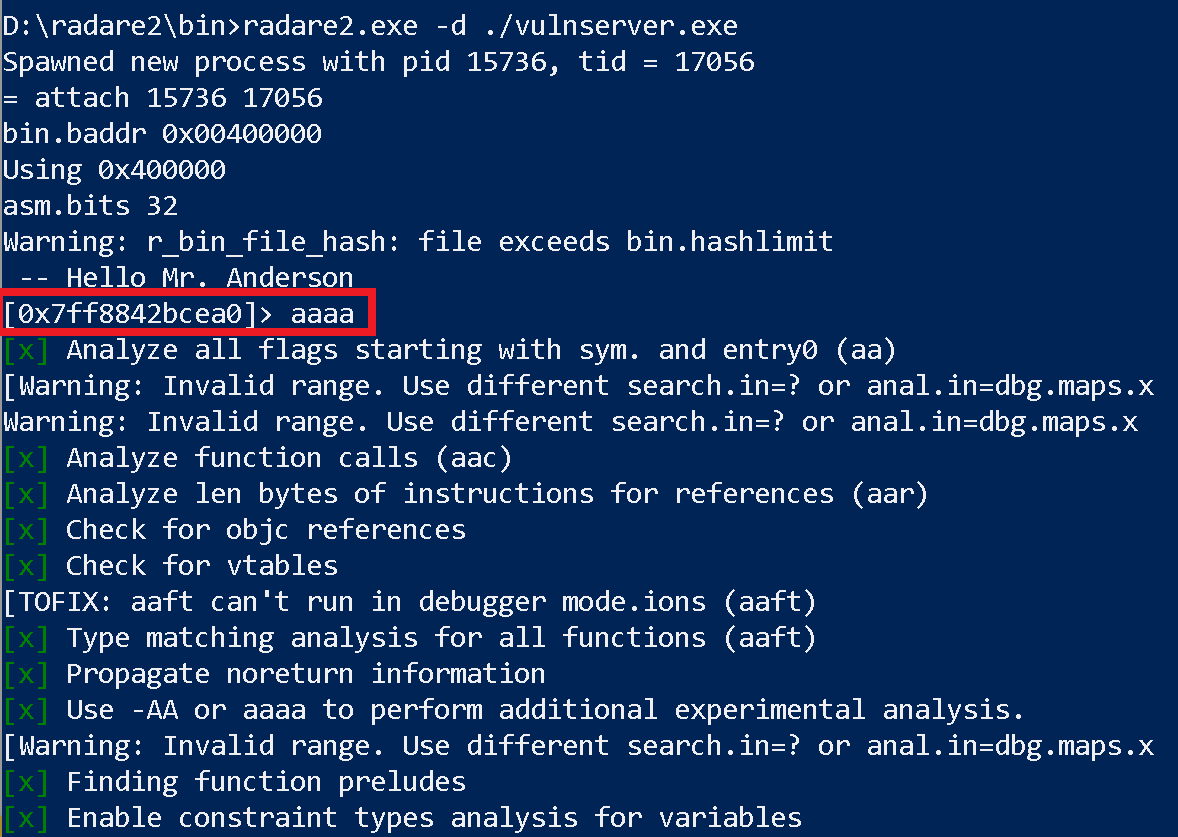 D:\radare2\bin>radare2.exe -d ./vulnserver.exe
Spawned new process with pid 15736, tid = 17056
= attach 15736 17056
bin.baddr 0x00400000
Using 0x400000
asm.bits 32
Warning: r_bin_file_hash: file exceeds bin.hashlimit
 -- Hello Mr. Anderson
[0x7ff8842bcea0]> aaaa
[x] Analyze all flags starting with sym. and entry0 (aa)
[Warning: Invalid range. Use different search.in=? or anal.in=dbg.maps.x
Warning: Invalid range. Use different search.in=? or anal.in=dbg.maps.x
[x] Analyze function calls (aac)
[x] Analyze len bytes of instructions for references (aar)
[x] Check for objc references
[x] Check for vtables
[TOFIX: aaft can't run in debugger mode.ions (aaft)
[x] Type matching analysis for all functions (aaft)
[x] Propagate noreturn information
[x] Use -AA or aaaa to perform additional experimental analysis.
[Warning: Invalid range. Use different search.in=? or anal.in=dbg.maps.x
[x] Finding function preludes
[x] Enable constraint types analysis for variables